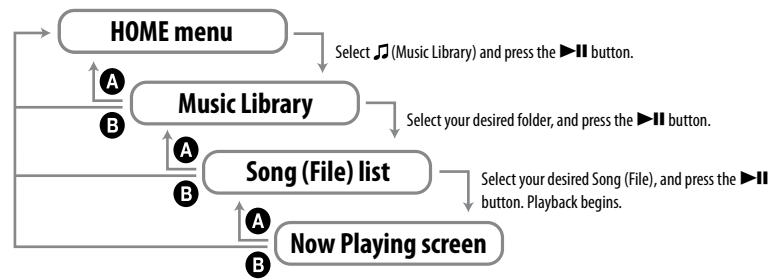 HOME menu
Select ♫ (Music Library) and press the ►II button.
A
B
Music Library
Select your desired folder, and press the ►II button.
A
B
Song (File) list
Select your desired Song (File), and press the ►II
button. Playback begins.
A
B
Now Playing screen